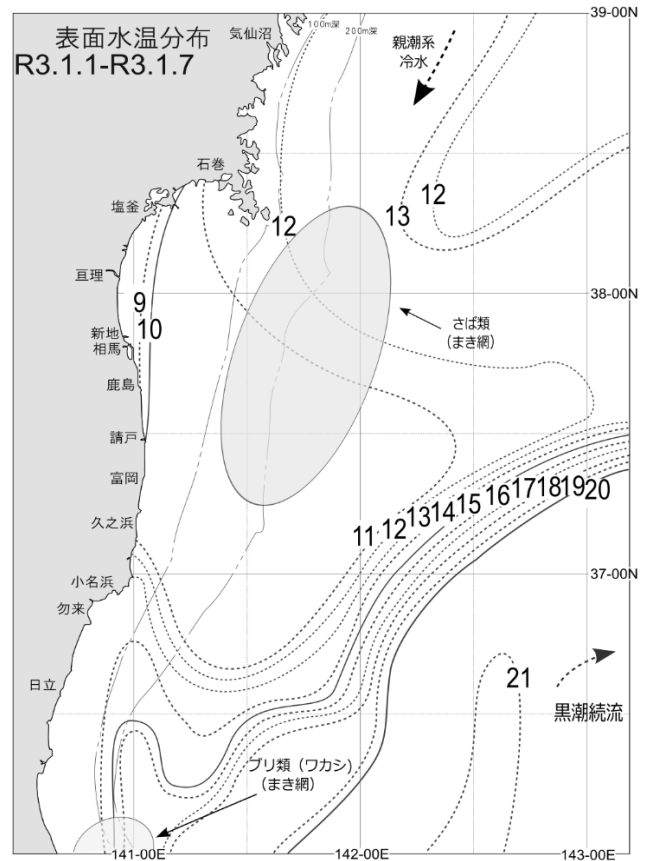 表面水温分布
R3.1.1-R3.1.7
気仙沼
100m深
200m深
39-00N
親潮系
冷水
石巻
塩釜
12
13
12
亘理
9
10
38-00N
さば類
（まき網）
新地
相馬
鹿島
請戸
富岡
久之浜
11 12 13 14 15 16 17 18 19 20
37-00N
小名浜
勿来
日立
21
黒潮続流
ブリ類（ワカシ）
（まき網）
141-00E
142-00E
143-00E